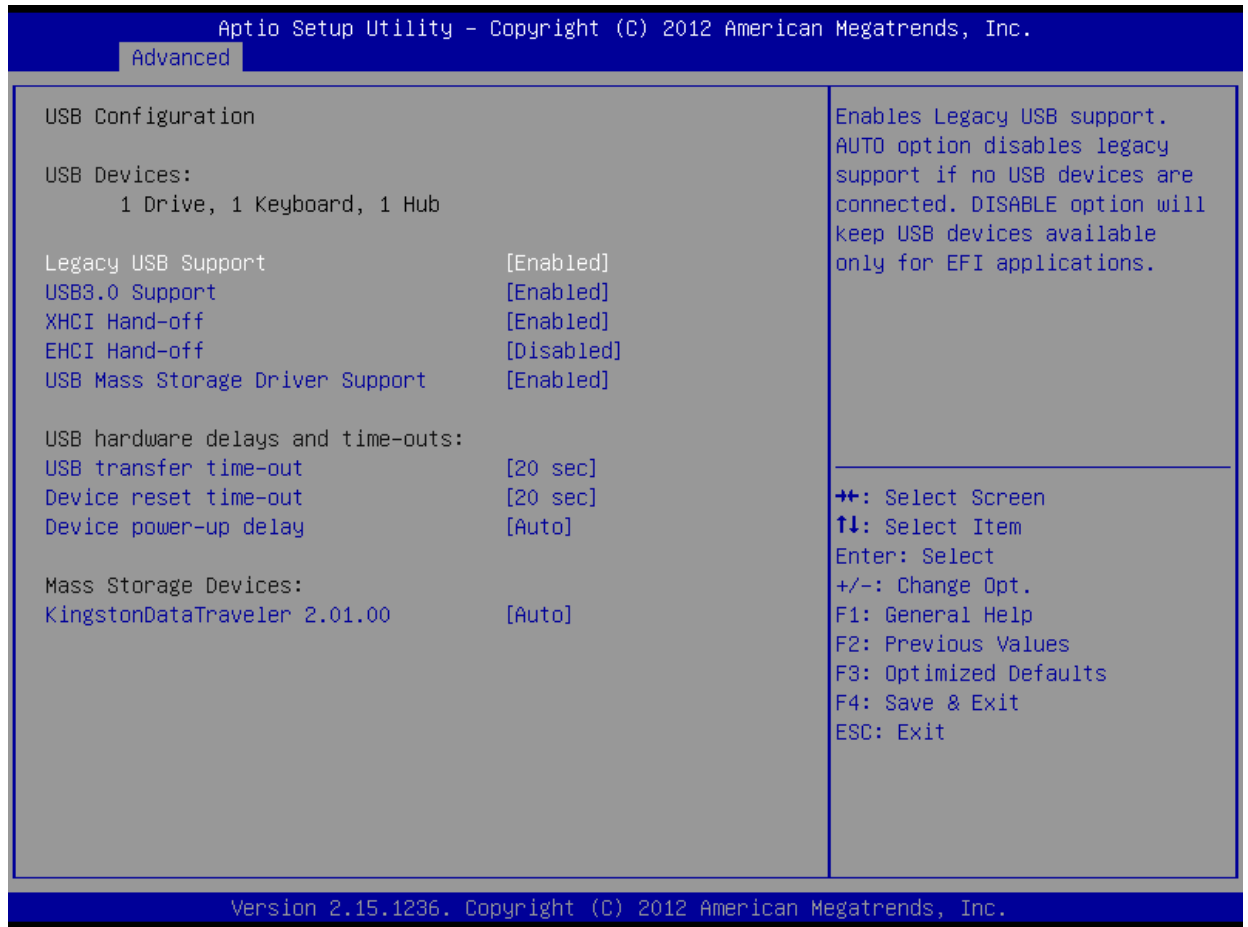 Aptio Setup Utility – Copyright (C) 2012 American Megatrends, Inc.
Advanced
USB Configuration
USB Devices:
1 Drive, 1 Keyboard, 1 Hub
Legacy USB Support [Enabled]
USB3.0 Support [Enabled]
XHCI Hand-off [Enabled]
EHCI Hand-off [Disabled]
USB Mass Storage Driver Support [Enabled]
USB hardware delays and time-outs:
USB transfer time-out [20 sec]
Device reset time-out [20 sec]
Device power-up delay [Auto]
Mass Storage Devices:
KingstonDataTraveler 2.01.00 [Auto]
Enables Legacy USB support.
AUTO option disables legacy
support if no USB devices are
connected. DISABLE option will
keep USB devices available
only for EFI applications.
→←: Select Screen
↑↓: Select Item
Enter: Select
+/-: Change Opt.
F1: General Help
F2: Previous Values
F3: Optimized Defaults
F4: Save & Exit
ESC: Exit
Version 2.15.1236. Copyright (C) 2012 American Megatrends, Inc.